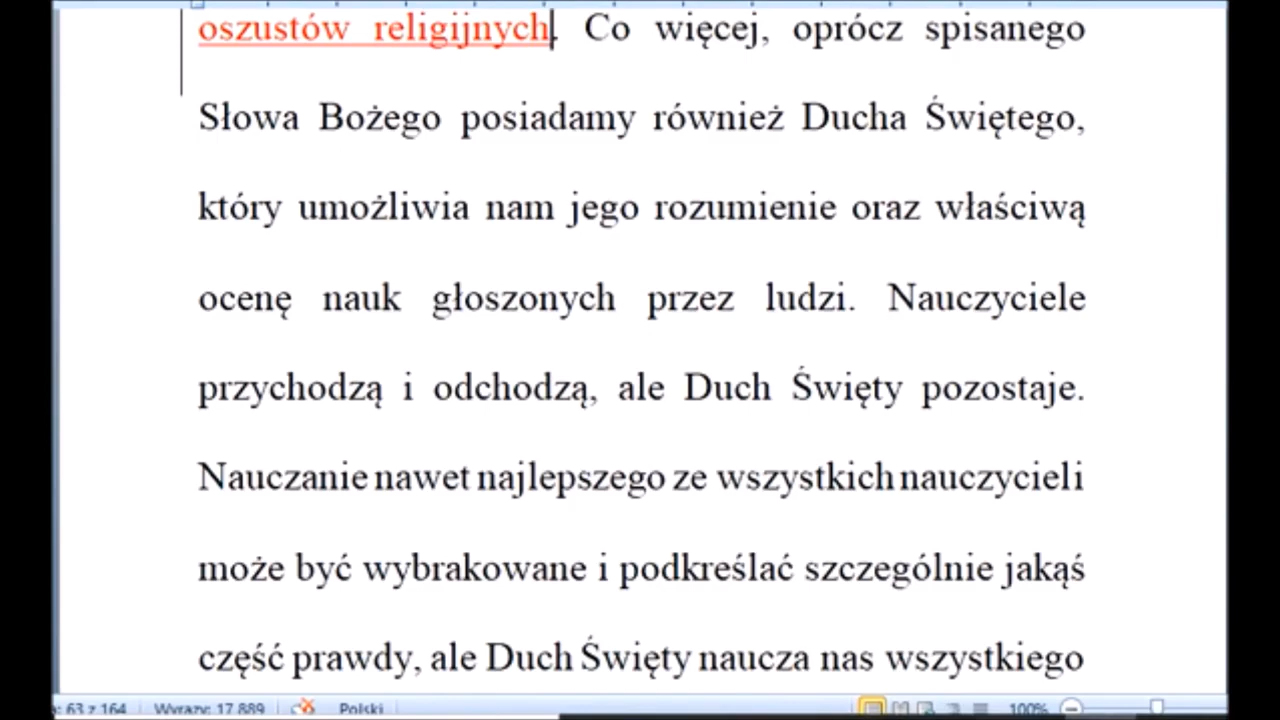 oszustów religijnych. Co więcej, oprócz spisanego
Słowa Bożego posiadamy również Ducha Świętego,
który umożliwia nam jego rozumienie oraz właściwą
ocenę nauk głoszonych przez ludzi. Nauczyciele
przychodzą i odchodzą, ale Duch Święty pozostaje.
Nauczanie nawet najlepszego ze wszystkich nauczycieli
może być wybrakowane i podkreślać szczególnie jakąś
część prawdy, ale Duch Święty naucza nas wszystkiego
: 63 z 164 Wyrazy: 17 889 Polski 100%